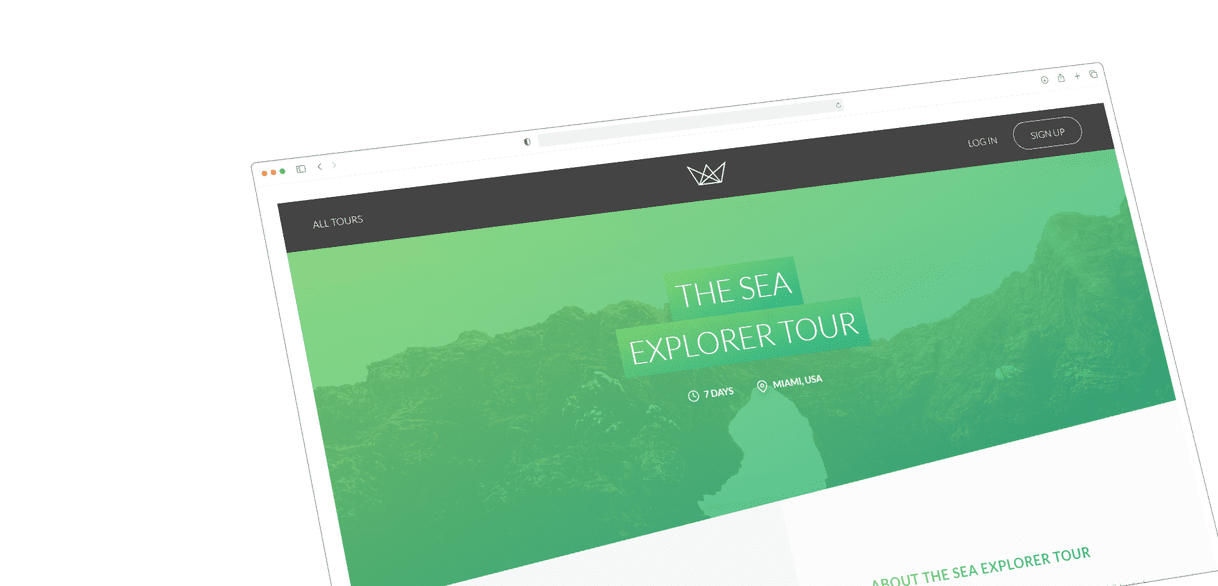 ALL TOURS
LOG IN
SIGN UP
THE SEA
EXPLORER TOUR
7 DAYS
MIAMI, USA
ABOUT THE SEA EXPLORER TOUR